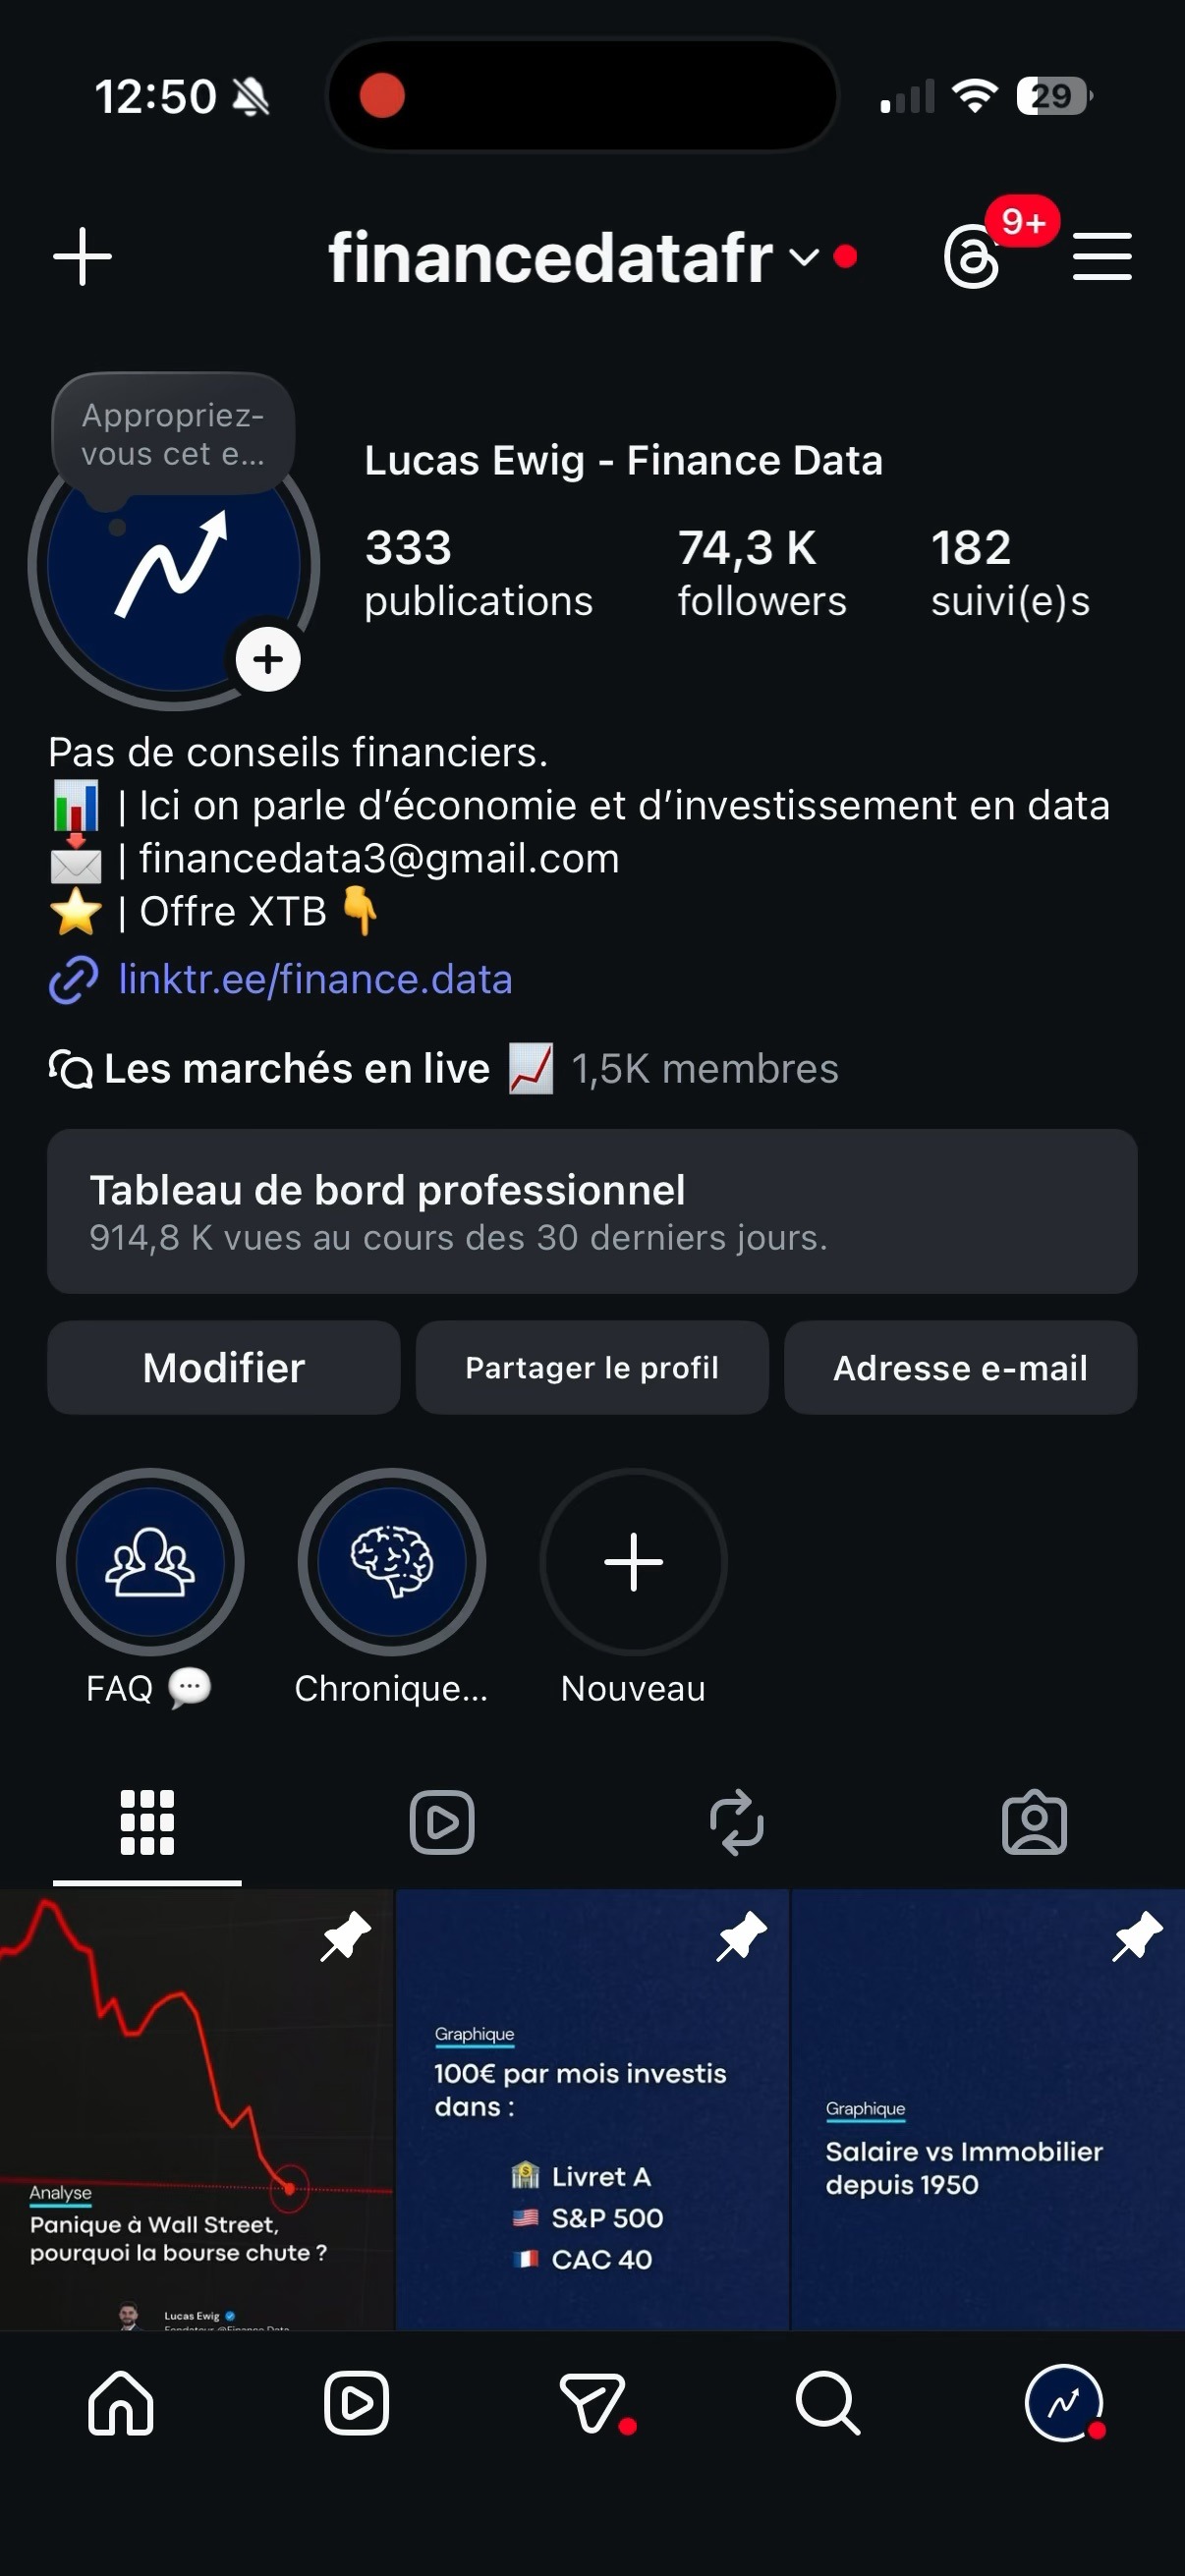 12:50
29
financedatafr
9+
Appropriez-
vous cet e...
Lucas Ewig - Finance Data
333
74,3 K
182
publications
followers
suivi(e)s
Pas de conseils financiers.
📊 | Ici on parle d’économie et d’investissement en data
📩 | financedata3@gmail.com
⭐ | Offre XTB 👇
linktr.ee/finance.data
Les marchés en live 📈 1,5K membres
Tableau de bord professionnel
914,8 K vues au cours des 30 derniers jours.
Modifier
Partager le profil
Adresse e-mail
FAQ 💬
Chronique...
Nouveau
Analyse
Panique à Wall Street,
pourquoi la bourse chute ?
Lucas Ewig
Graphique
100€ par mois investis
dans :
Livret A
S&P 500
CAC 40
Graphique
Salaire vs Immobilier
depuis 1950